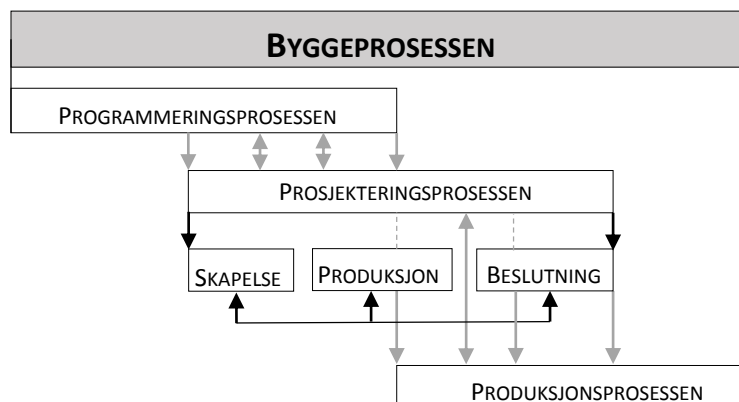 BYGGEPROSESSEN
PROGRAMMERINGSPROSESSEN
PROSJEKTERINGSPROSESSEN
SKAPELSE PRODUKSJON BESLUTNING
PRODUKSJONSPROSESSEN